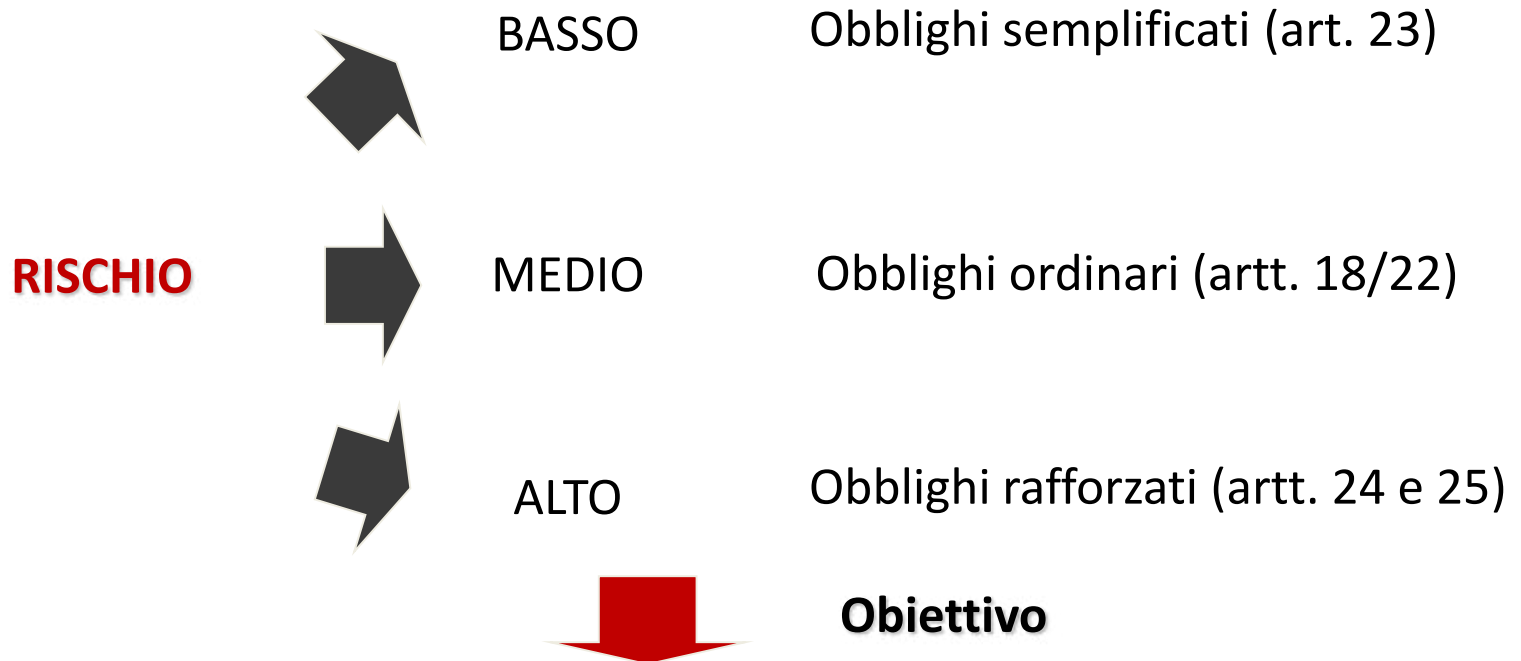 BASSO Obblighi semplificati (art. 23)
RISCHIO MEDIO Obblighi ordinari (artt. 18/22)
ALTO Obblighi rafforzati (artt. 24 e 25)
Obiettivo